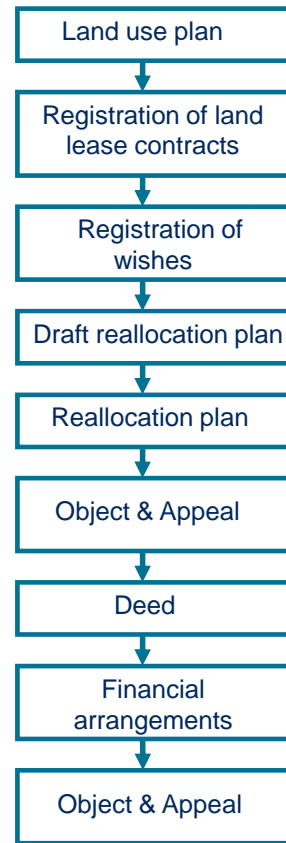 Land use plan
Registration of land
lease contracts
Registration of
wishes
Draft reallocation plan
Reallocation plan
Object & Appeal
Deed
Financial
arrangements
Object & Appeal